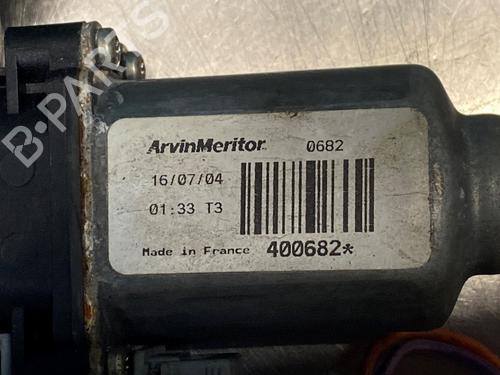 B-PARTS
ArvinMeritor 0682
16/07/04
01:33 T3
Made in France 400682*